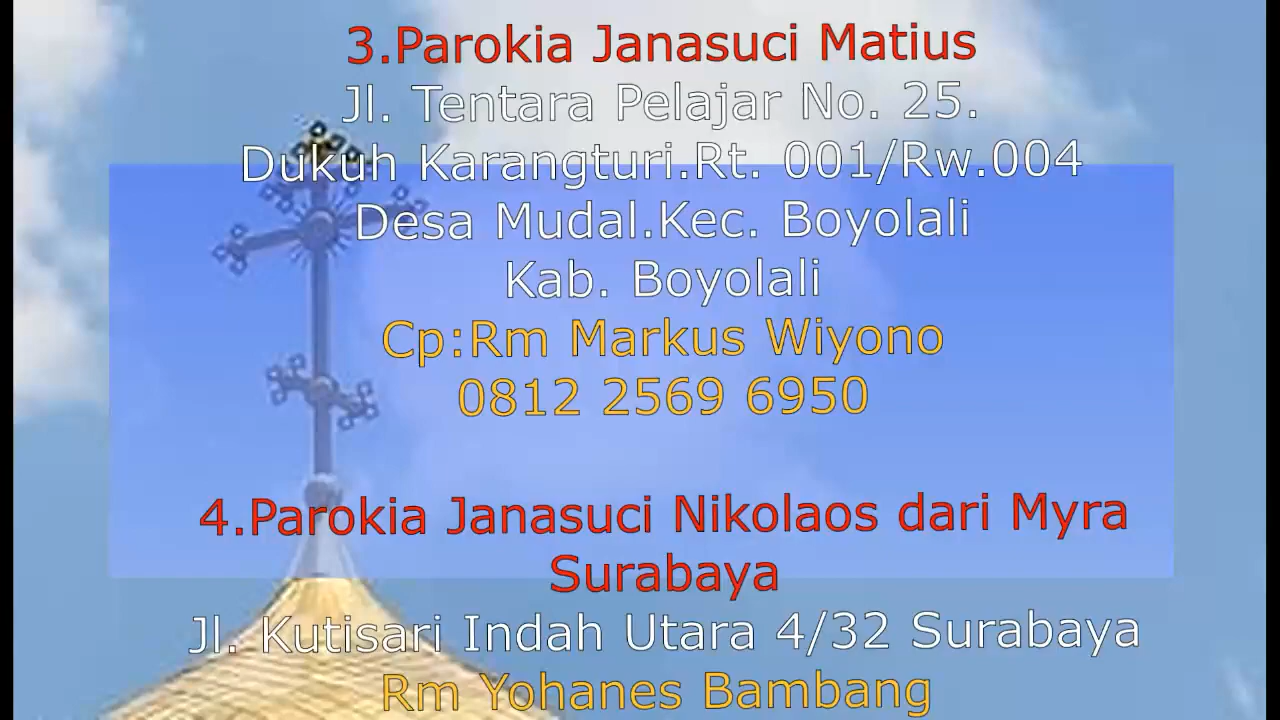 3.Parokia Janasuci Matius
Jl. Tentara Pelajar No. 25.
Dukuh Karangturi.Rt. 001/Rw.004
Desa Mudal.Kec. Boyolali
Kab. Boyolali
Cp:Rm Markus Wiyono
0812 2569 6950
4.Parokia Janasuci Nikolaos dari Myra
Surabaya
Jl. Kutisari Indah Utara 4/32 Surabaya
Rm Yohanes Bambang